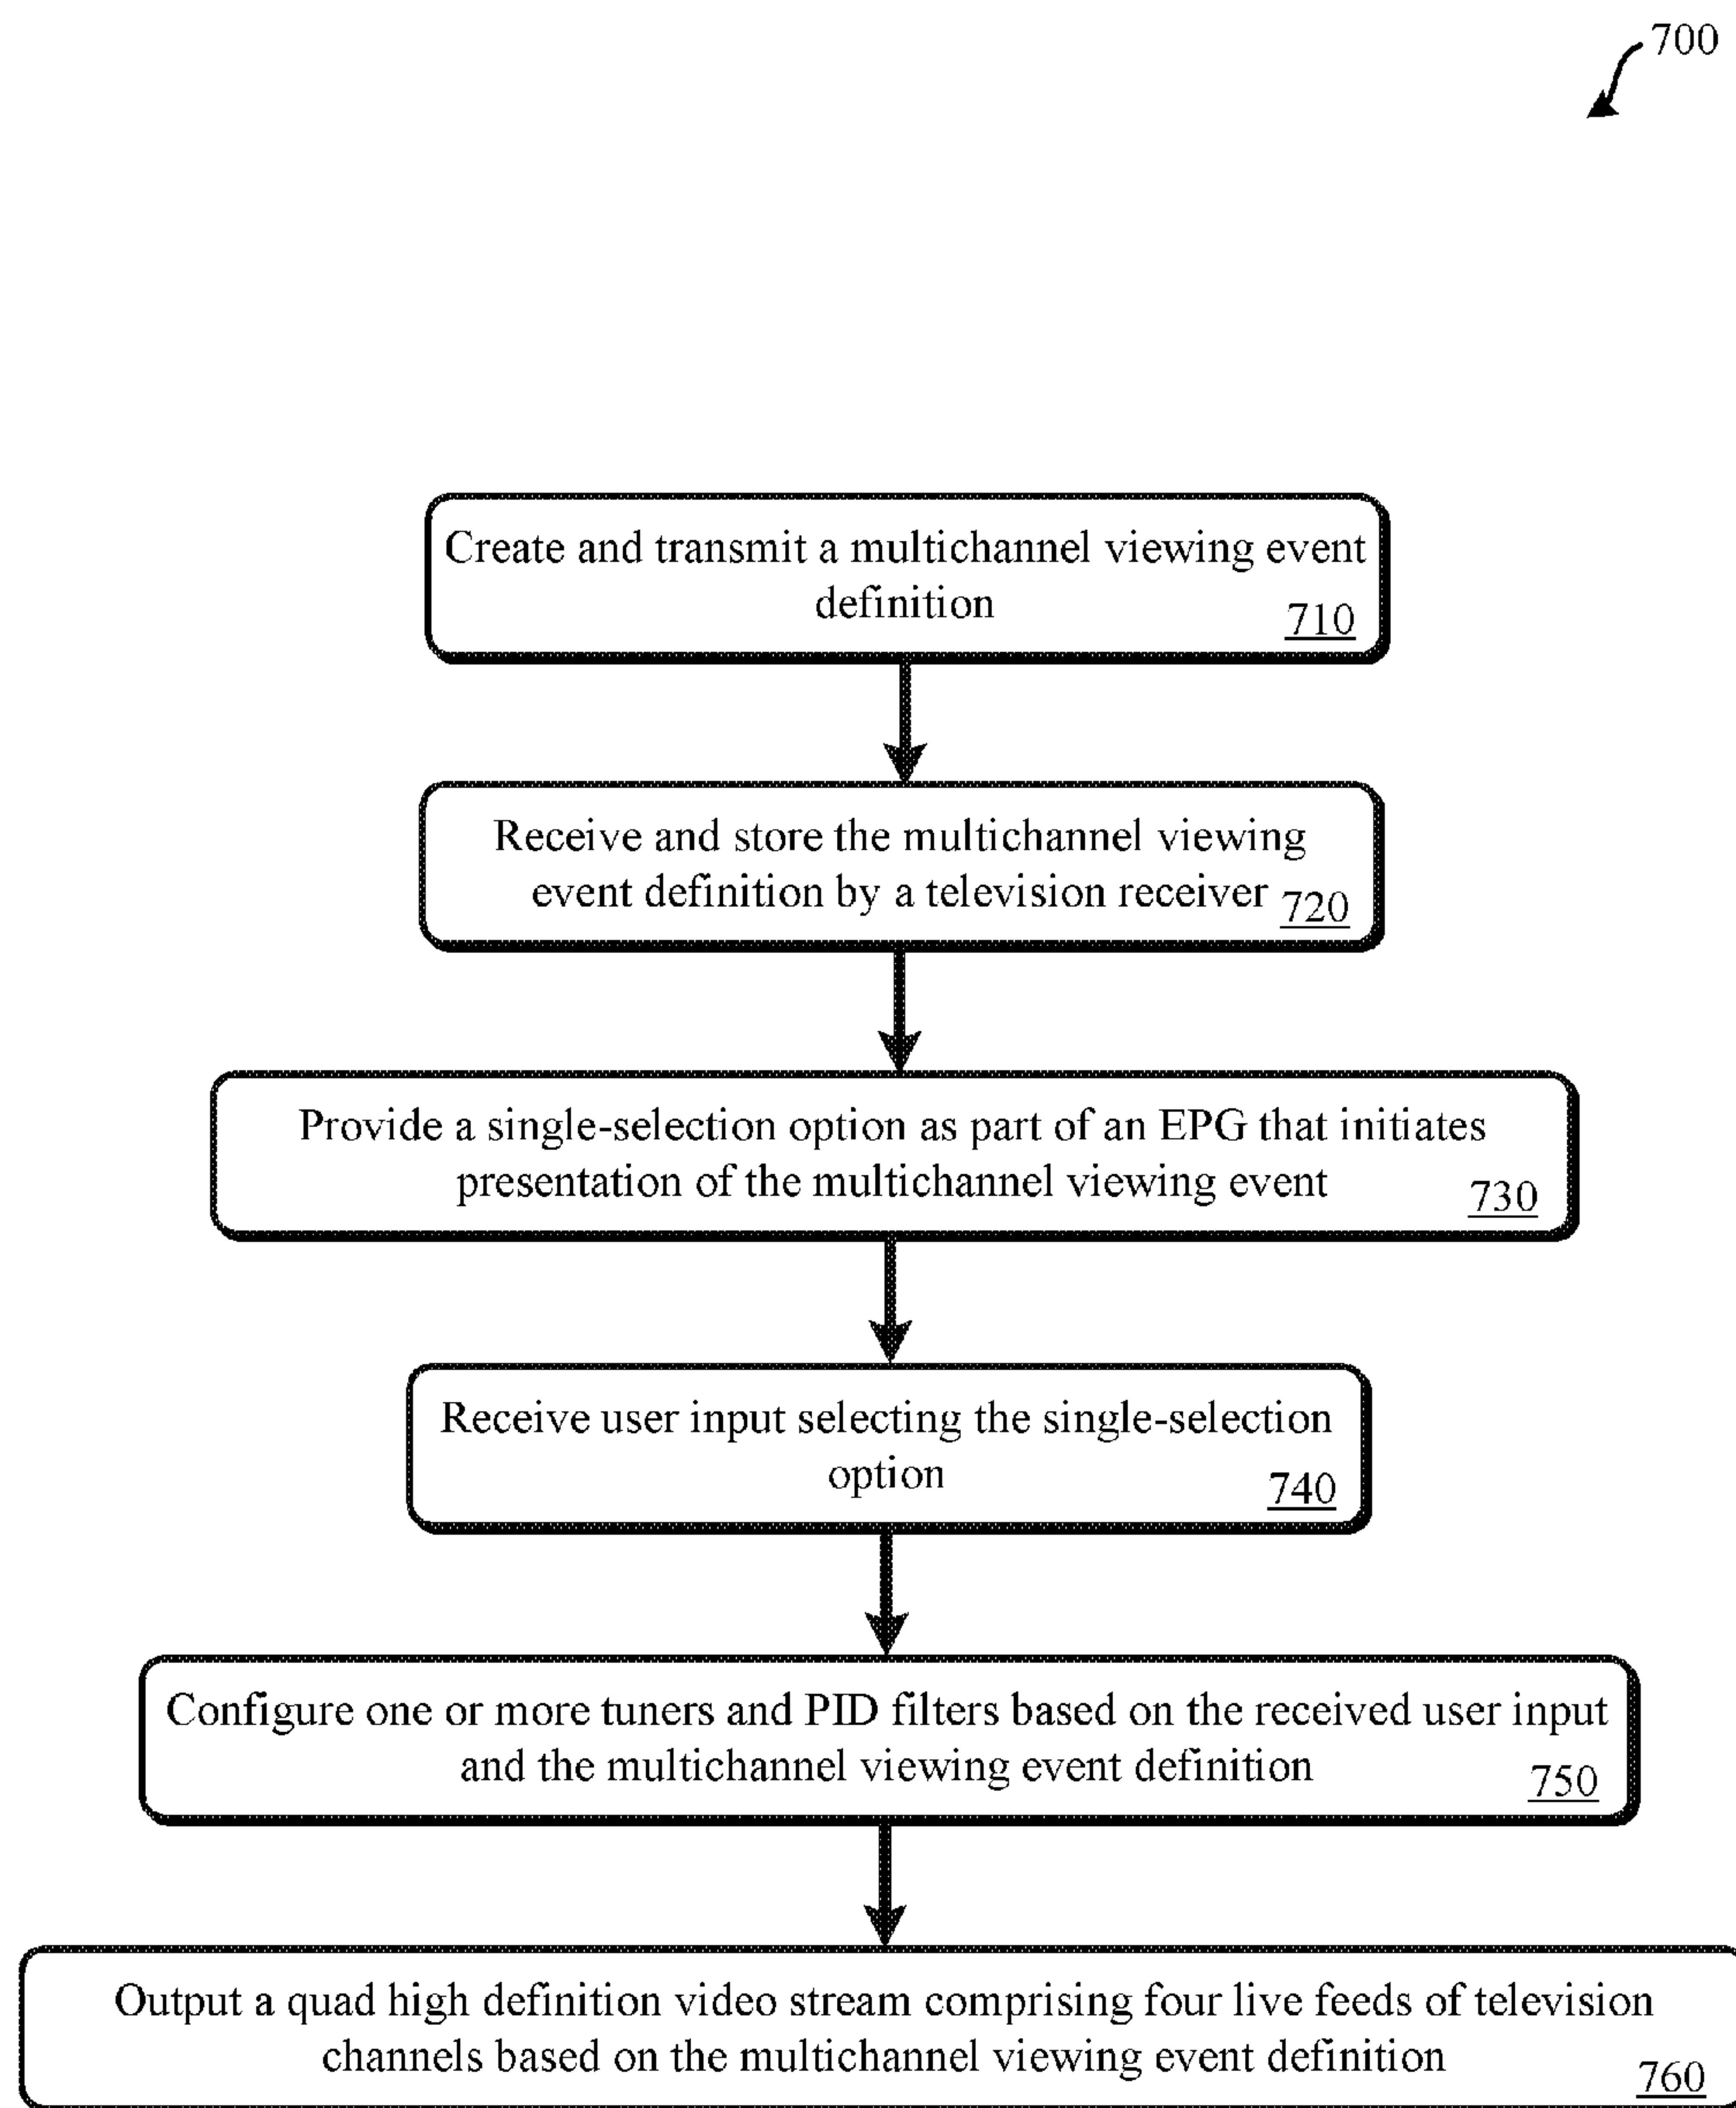 700
Create and transmit a multichannel viewing event
definition
710
Receive and store the multichannel viewing
event definition by a television receiver
720
Provide a single-selection option as part of an EPG that initiates
presentation of the multichannel viewing event
730
Receive user input selecting the single-selection
option
740
Configure one or more tuners and PID filters based on the received user input
and the multichannel viewing event definition
750
Output a quad high definition video stream comprising four live feeds of television
channels based on the multichannel viewing event definition
760